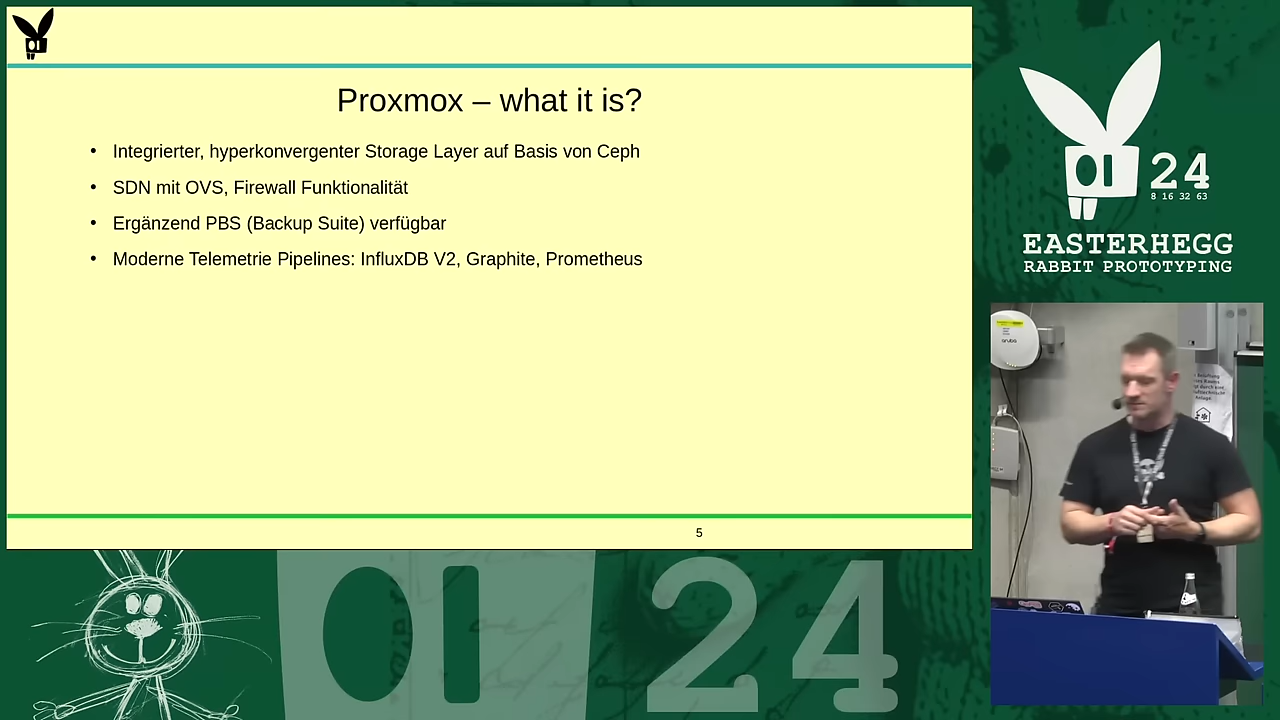 Proxmox – what it is?
• Integrierter, hyperkonvergenter Storage Layer auf Basis von Ceph
• SDN mit OVS, Firewall Funktionalität
• Ergänzend PBS (Backup Suite) verfügbar
• Moderne Telemetrie Pipelines: InfluxDB V2, Graphite, Prometheus
5
24
8 16 32 63
EASTERHEGG
RABBIT PROTOTYPING
aruba
24